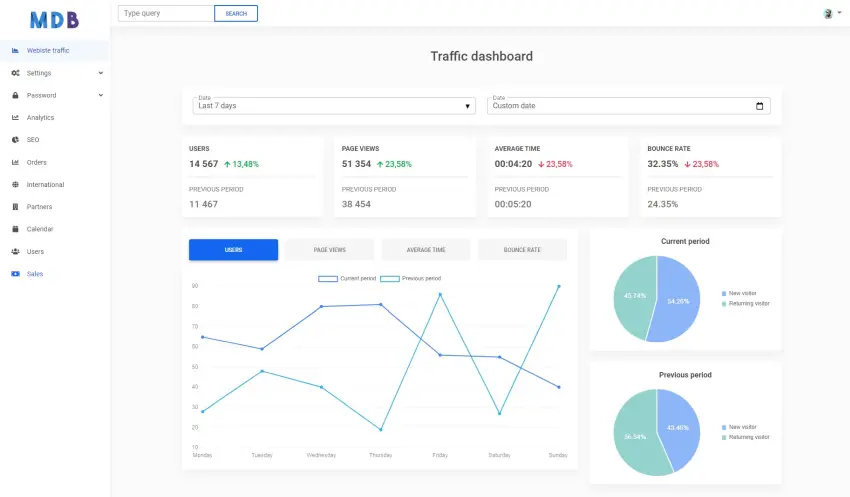 MDB
Type query
SEARCH
Webiste traffic
Settings
Password
Analytics
SEO
Orders
International
Partners
Calendar
Users
Sales
Traffic dashboard
Date
Last 7 days
Date
Custom date
USERS
14 567 ↑ 13,48%
PREVIOUS PERIOD
11 467
PAGE VIEWS
51 354 ↑ 23,58%
PREVIOUS PERIOD
38 454
AVERAGE TIME
00:04:20 ↓ 23,58%
PREVIOUS PERIOD
00:05:20
BOUNCE RATE
32.35% ↓ 23,58%
PREVIOUS PERIOD
24.35%
USERS
PAGE VIEWS
AVERAGE TIME
BOUNCE RATE
Current period
Previous period
90
80
70
60
50
40
30
20
10
Monday
Tuesday
Wednesday
Thursday
Friday
Saturday
Sunday
Current period
54.26%
New visitor
Returning visitor
Previous period
56.54%
New visitor
Returning visitor